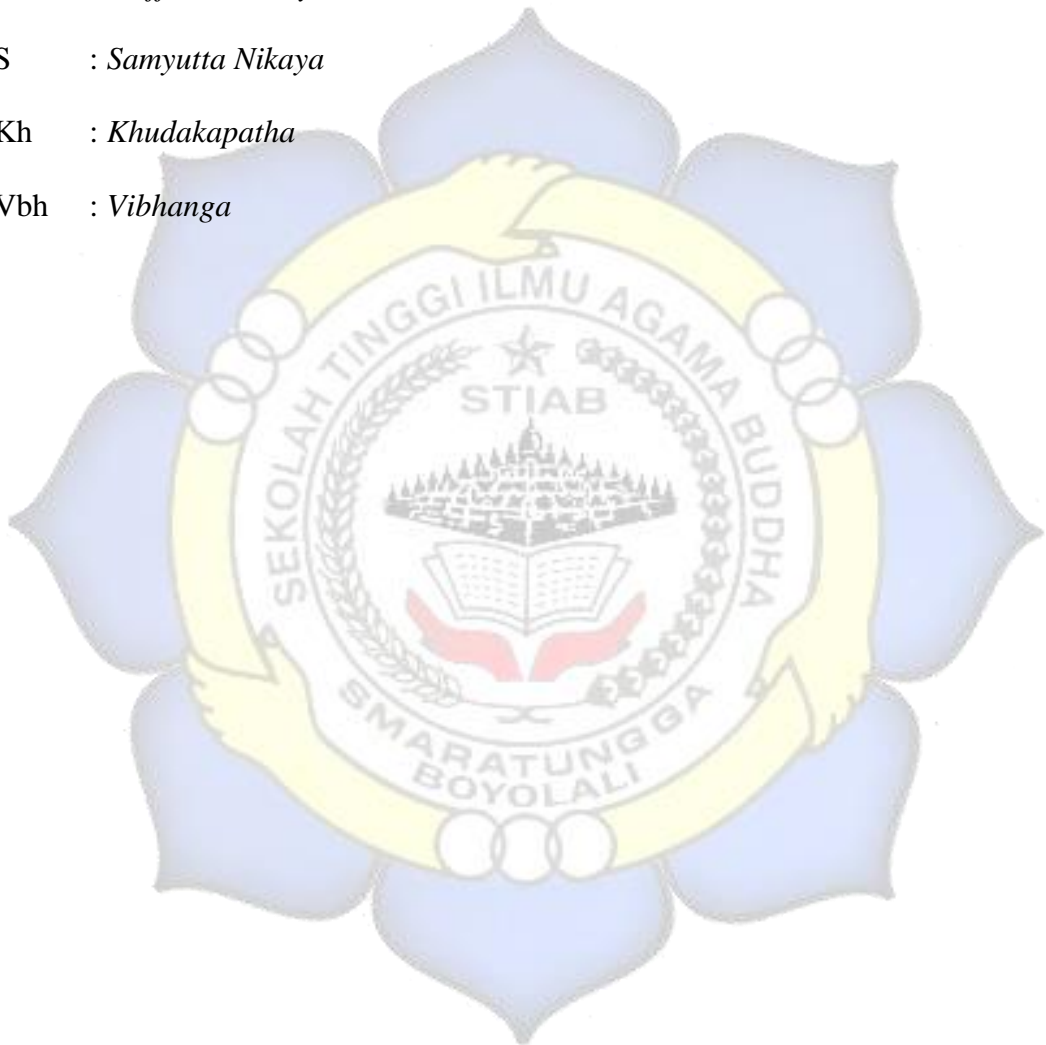 S : Samyutta Nikaya
Kh : Khudakapatha
Vbh : Vibhanga
SEKOLAH TINGGI ILMU AGAMA BUDDHA
STIAB
SMARATUNGGA
BOYOLALI